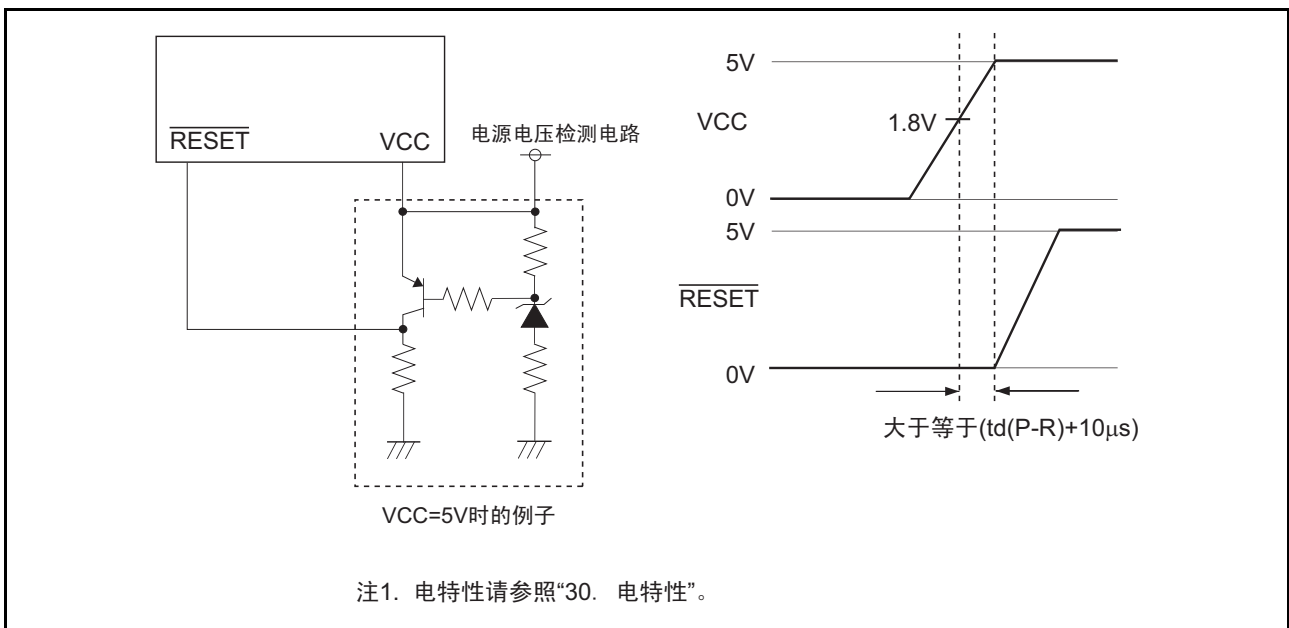 RESET
VCC
电源电压检测电路
VCC=5V时的例子
5V
VCC
1.8V
0V
5V
RESET
0V
大于等于(td(P-R)+10μs)
注1. 电特性请参照“30. 电特性”。